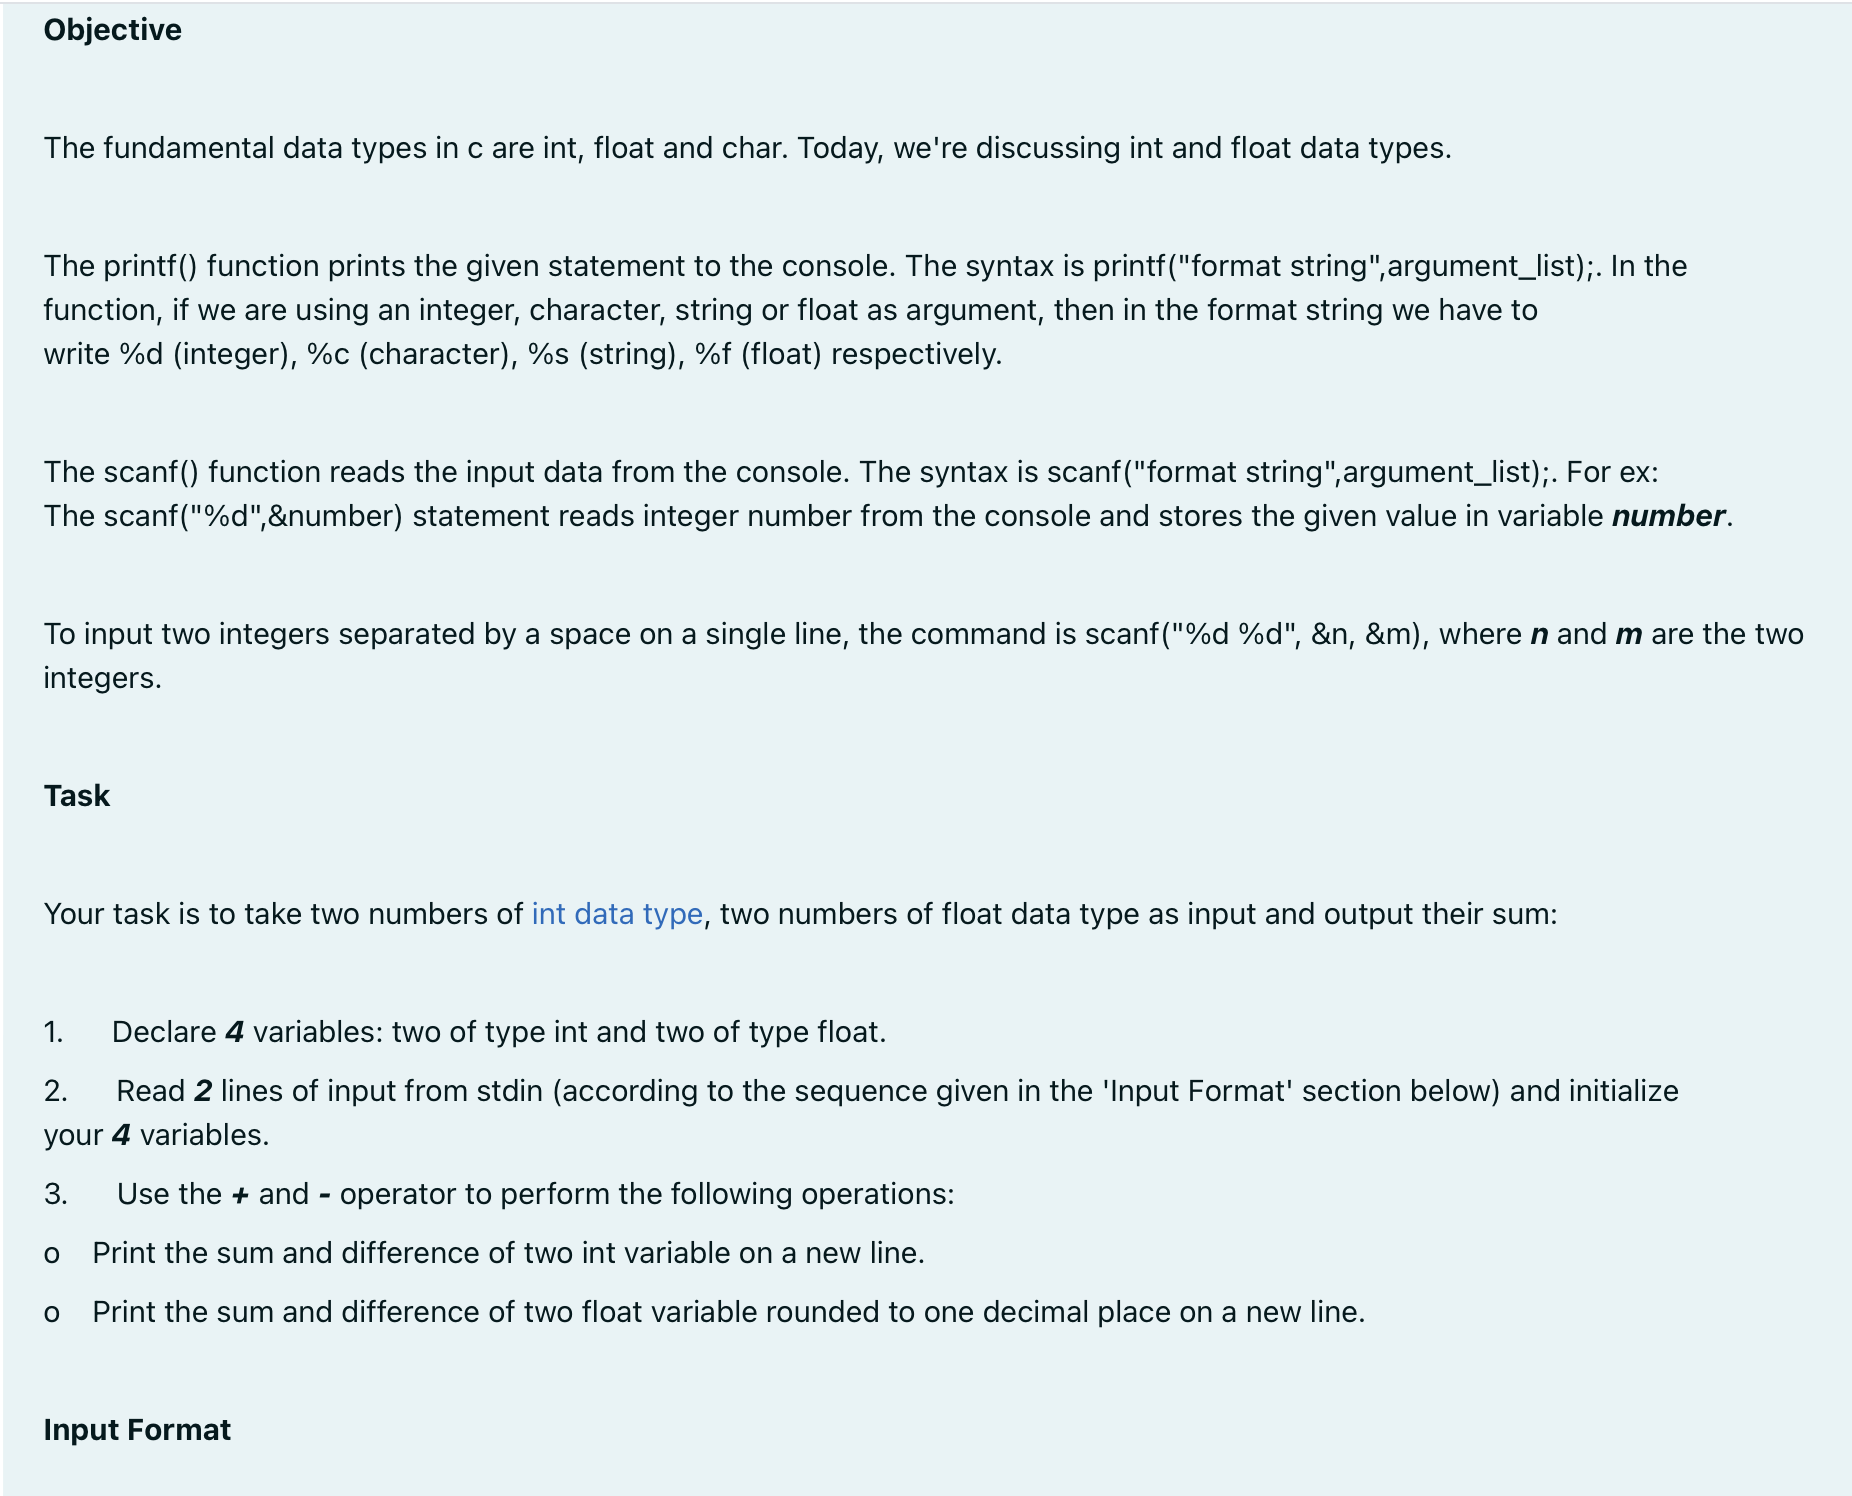 Objective
The fundamental data types in c are int, float and char. Today, we're discussing int and float data types.
The printf() function prints the given statement to the console. The syntax is printf("format string",argument_list);. In the
function, if we are using an integer, character, string or float as argument, then in the format string we have to
write %d (integer), %c (character), %s (string), %f (float) respectively.
The scanf() function reads the input data from the console. The syntax is scanf("format string",argument_list);. For ex:
The scanf("%d",&number) statement reads integer number from the console and stores the given value in variable number.
To input two integers separated by a space on a single line, the command is scanf("%d %d", &n, &m), where n and m are the two
integers.
Task
Your task is to take two numbers of int data type, two numbers of float data type as input and output their sum:
1. Declare 4 variables: two of type int and two of type float.
2. Read 2 lines of input from stdin (according to the sequence given in the 'Input Format' section below) and initialize
your 4 variables.
3. Use the + and - operator to perform the following operations:
o Print the sum and difference of two int variable on a new line.
o Print the sum and difference of two float variable rounded to one decimal place on a new line.
Input Format